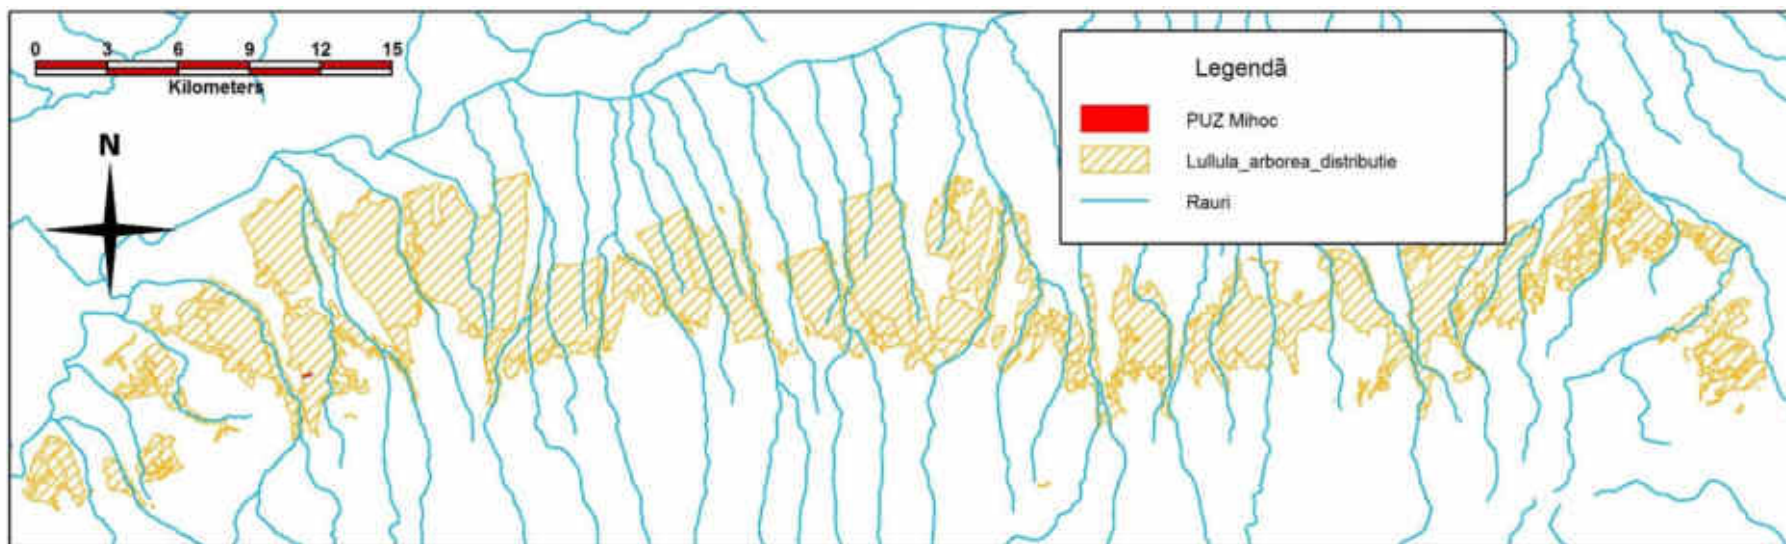 0 3 6 9 12 15
Kilometers
N
Legendă
PUZ Mihoc
Lullula_arborea_distributie
Rauri